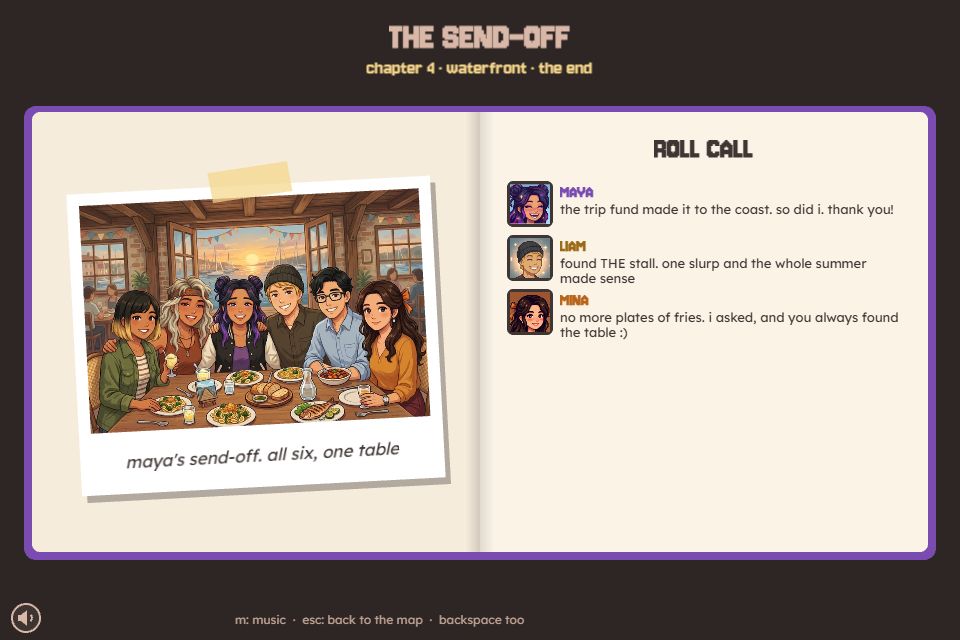 THE SEND-OFF
chapter 4 · waterfront · the end
maya's send-off. all six, one table
ROLL CALL
MAYA
the trip fund made it to the coast. so did i. thank you!
LIAM
found THE stall. one slurp and the whole summer
made sense
MINA
no more plates of fries. i asked, and you always found
the table :)
m: music · esc: back to the map · backspace too